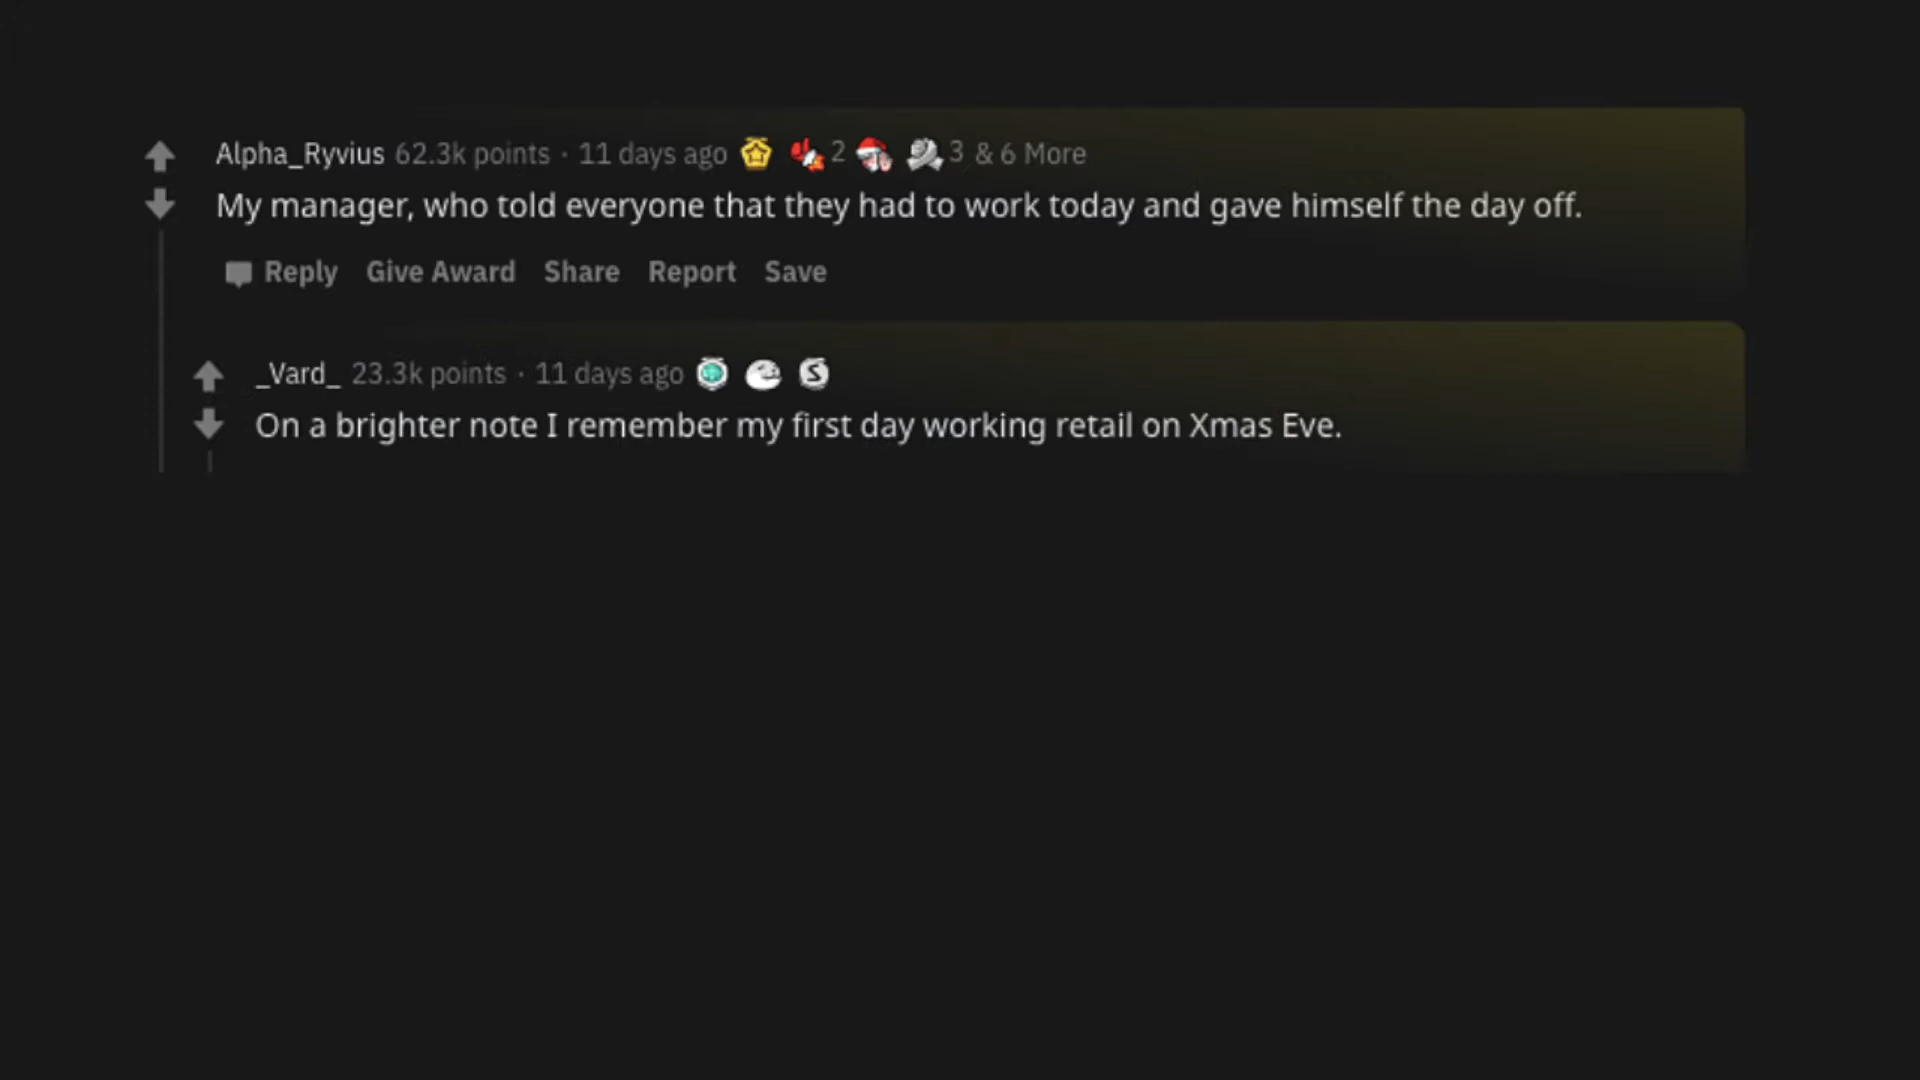 Alpha_Ryvius 62.3k points · 11 days ago 2 3 & 6 More
My manager, who told everyone that they had to work today and gave himself the day off.
Reply Give Award Share Report Save
_Vard_ 23.3k points · 11 days ago S
On a brighter note I remember my first day working retail on Xmas Eve.